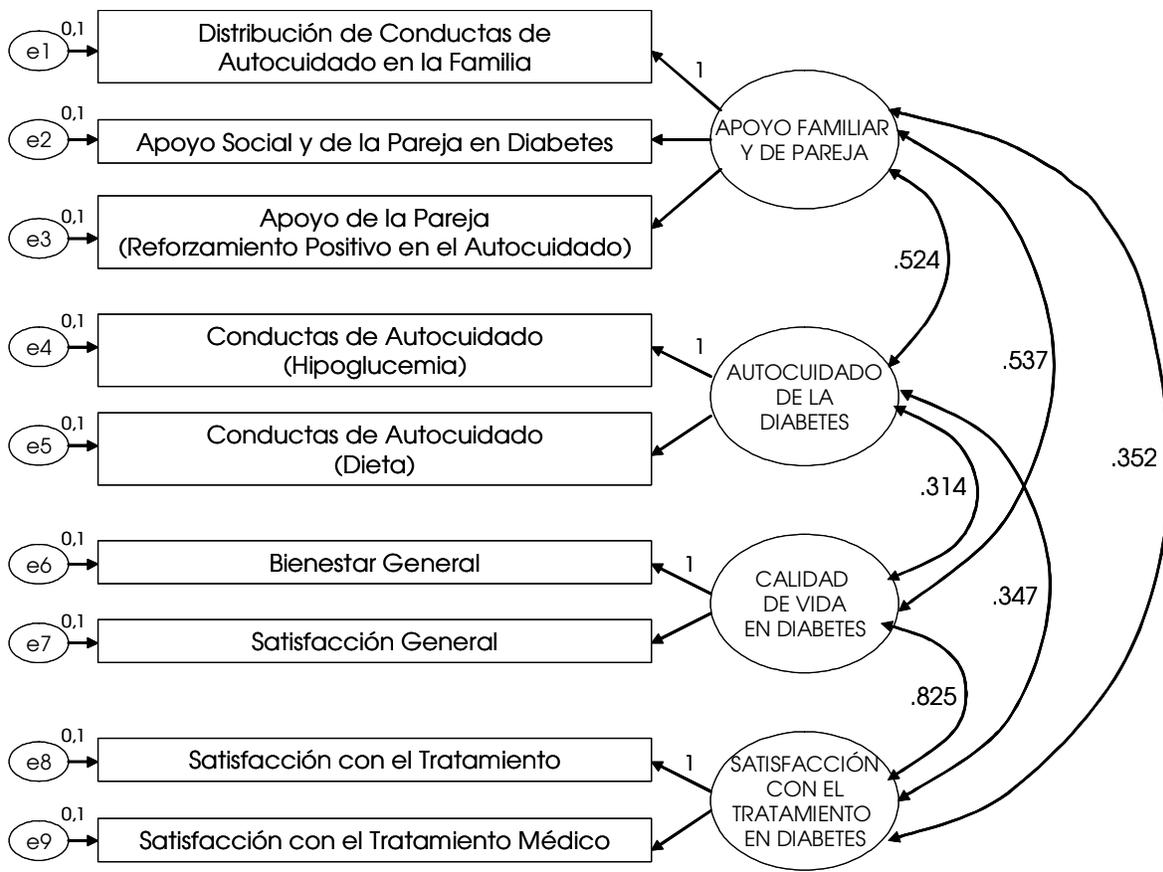 0,1
e1
Distribución de Conductas de
Autocuidado en la Familia
1
0,1
e2
Apoyo Social y de la Pareja en Diabetes
APOYO FAMILIAR
Y DE PAREJA
0,1
e3
Apoyo de la Pareja
(Reforzamiento Positivo en el Autocuidado)
.524
0,1
e4
Conductas de Autocuidado
(Hipoglucemia)
1
AUTOCUIDADO
DE LA
DIABETES
.537
0,1
e5
Conductas de Autocuidado
(Dieta)
.352
.314
0,1
e6
Bienestar General
1
CALIDAD
DE VIDA
EN DIABETES
.347
0,1
e7
Satisfacción General
.825
0,1
e8
Satisfacción con el Tratamiento
1
SATISFACCIÓN
CON EL
TRATAMIENTO
EN DIABETES
0,1
e9
Satisfacción con el Tratamiento Médico